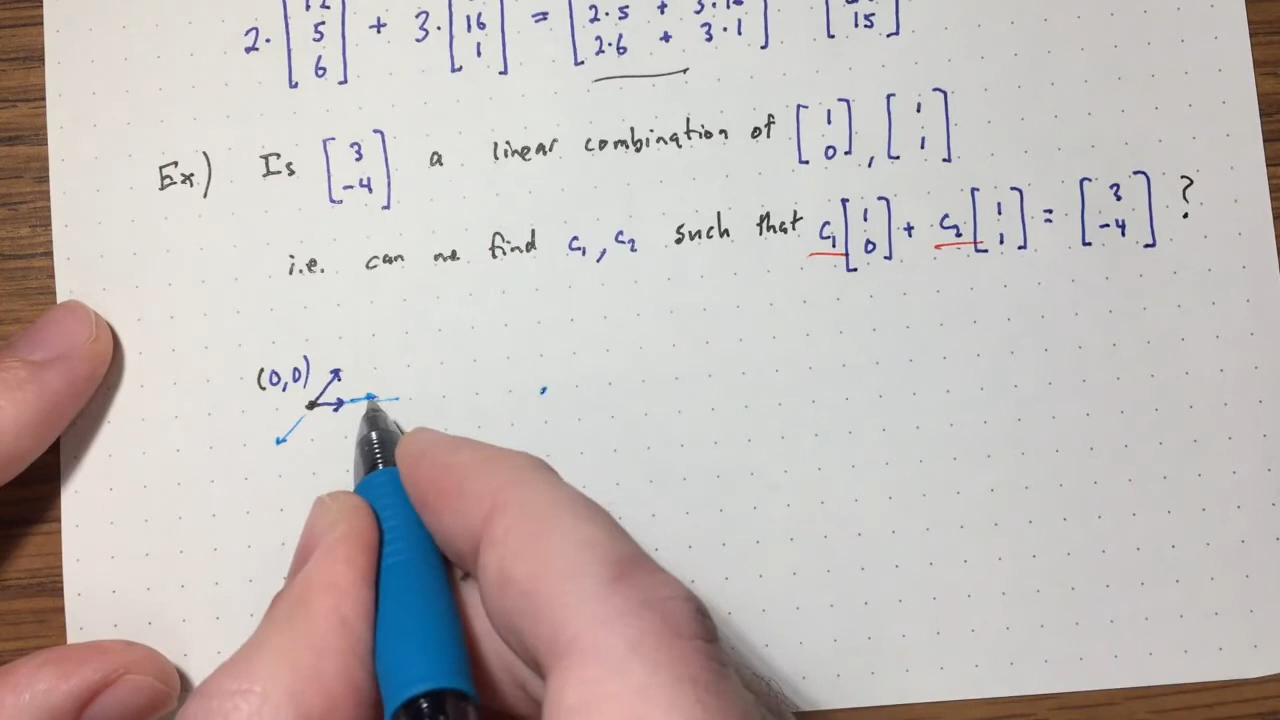 2· [ 12 5 6 ] + 3· [ 16 1 ] = [ 2·5 + 3·16 2·6 + 3·1 ] [ 15 ]
Ex) Is [ 3 -4 ] a linear combination of [ 1 0 ] , [ 1 1 ]
i.e. can we find c₁, c₂ such that c₁ [ 1 0 ] + c₂ [ 1 1 ] = [ 3 -4 ] ?
(0,0)